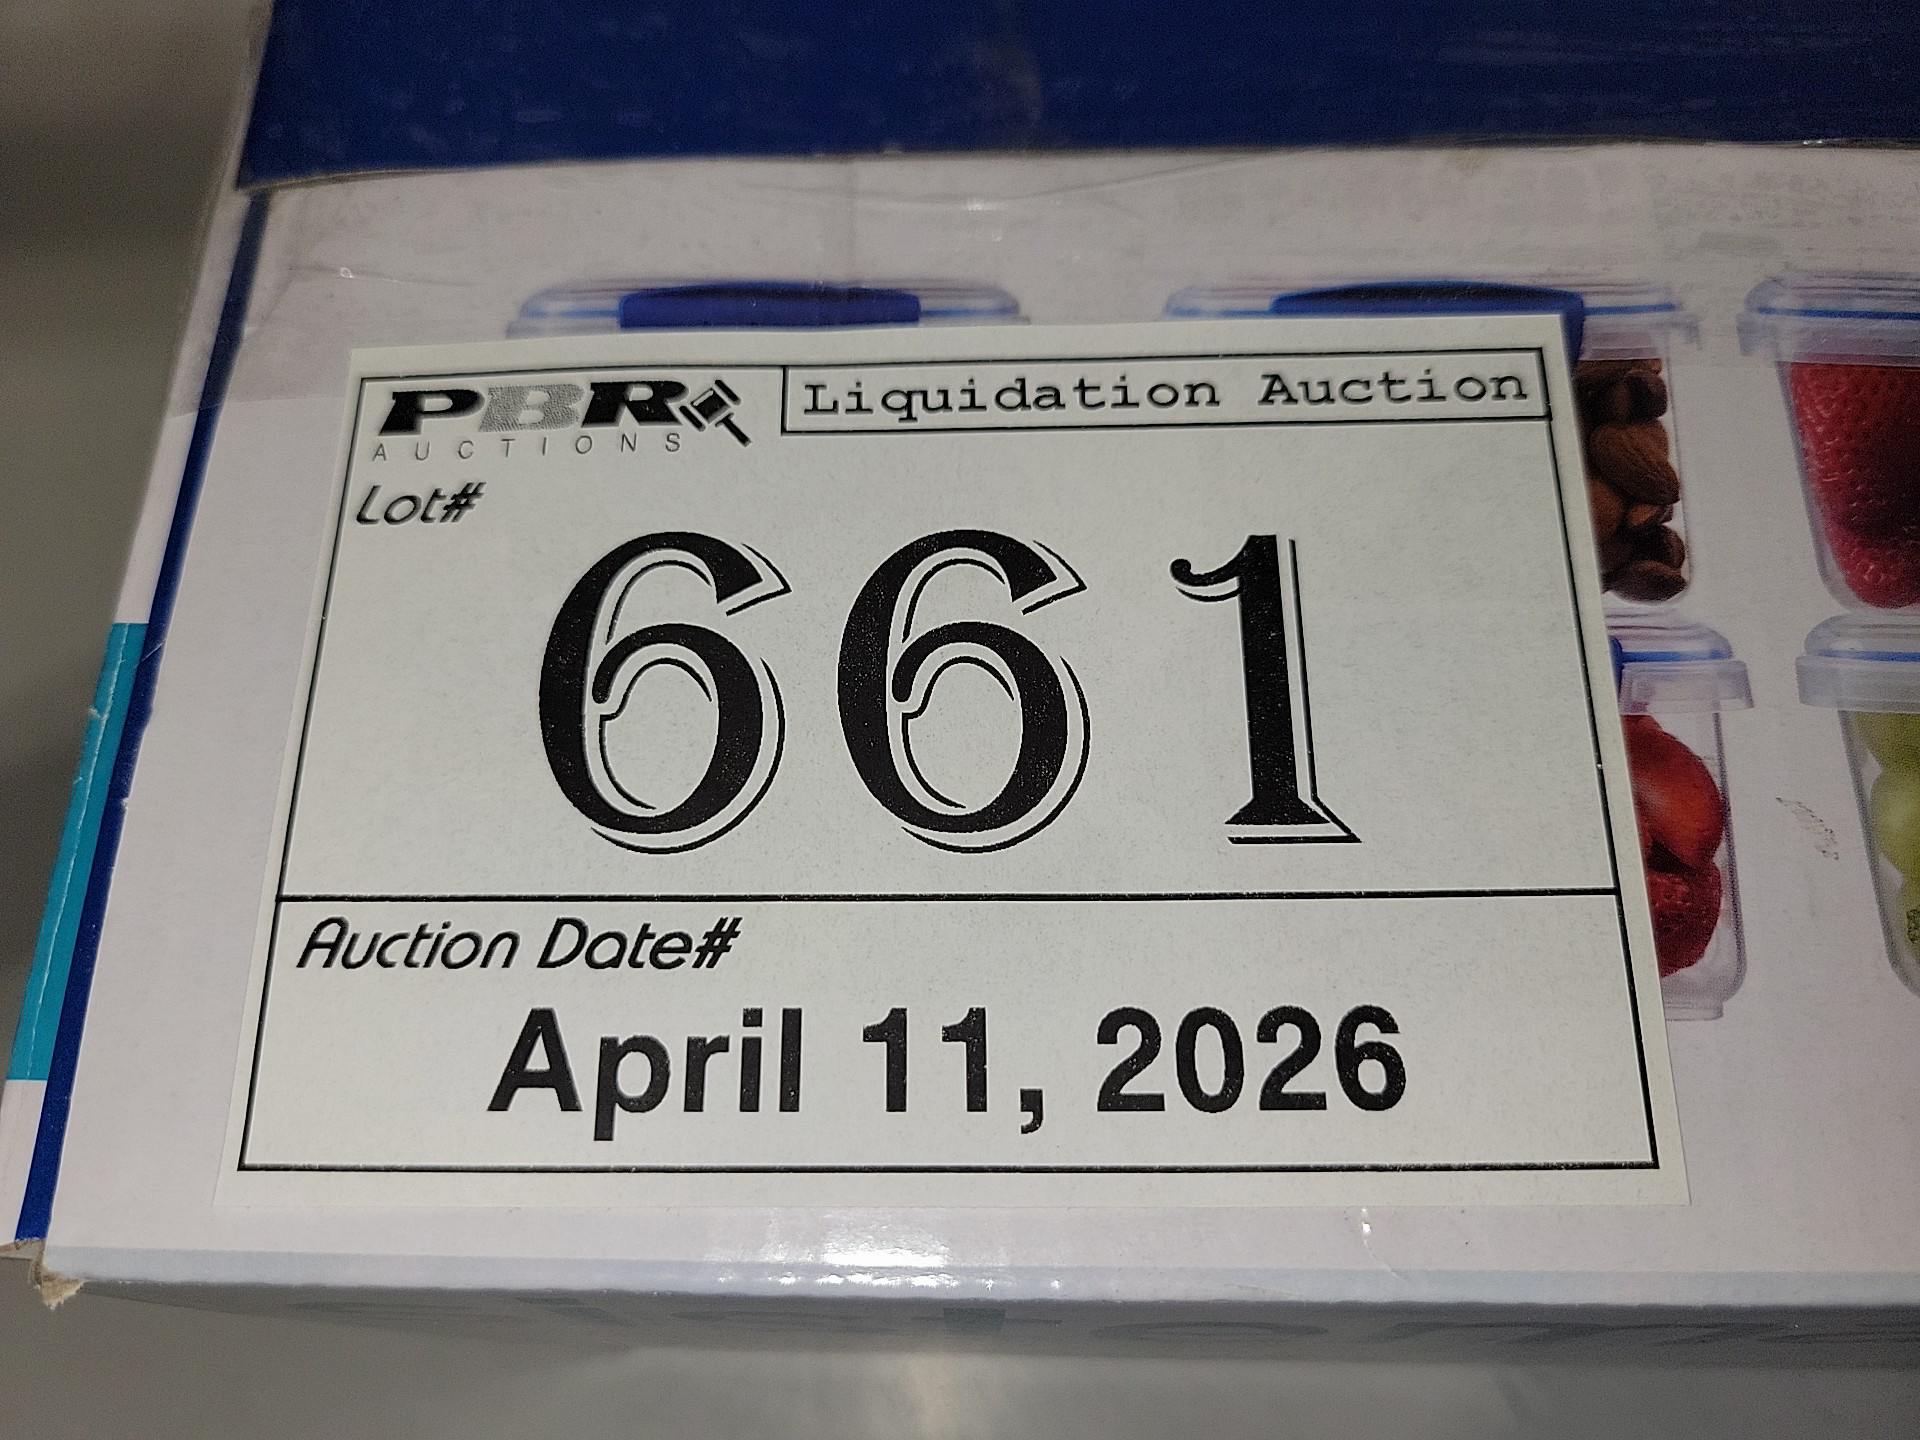 PBR
AUCTIONS
Liquidation Auction
Lot#
661
Auction Date#
April 11, 2026